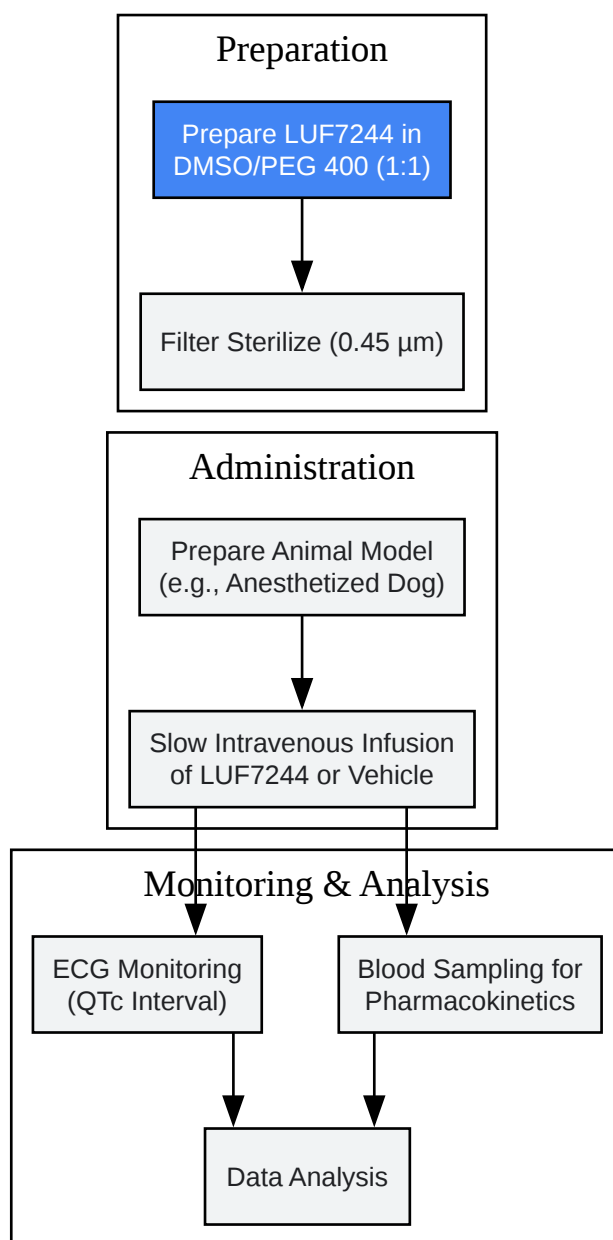 Preparation
Prepare LUF7244 in
DMSO/PEG 400 (1:1)
Filter Sterilize (0.45 µm)
Administration
Prepare Animal Model
(e.g., Anesthetized Dog)
Slow Intravenous Infusion
of LUF7244 or Vehicle
Monitoring & Analysis
ECG Monitoring
(QTc Interval)
Blood Sampling for
Pharmacokinetics
Data Analysis